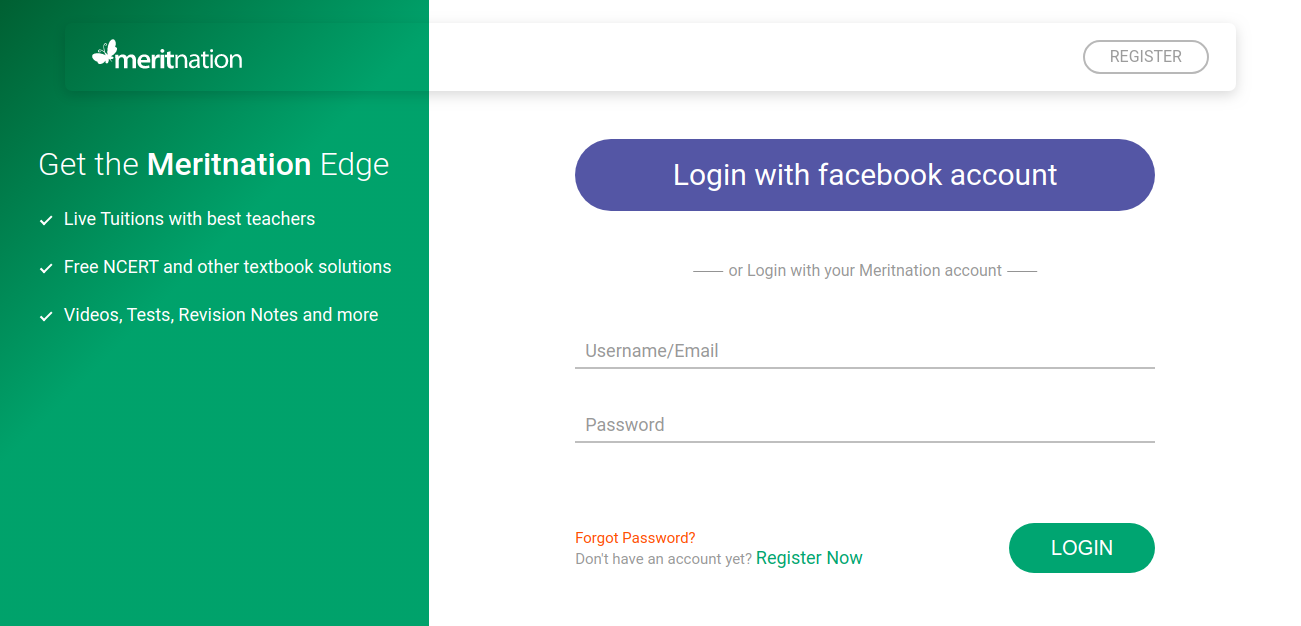 meritnation
REGISTER
Get the Meritnation Edge
Live Tuitions with best teachers
Free NCERT and other textbook solutions
Videos, Tests, Revision Notes and more
Login with facebook account
or Login with your Meritnation account
Username/Email
Password
Forgot Password?
Don't have an account yet? Register Now
LOGIN